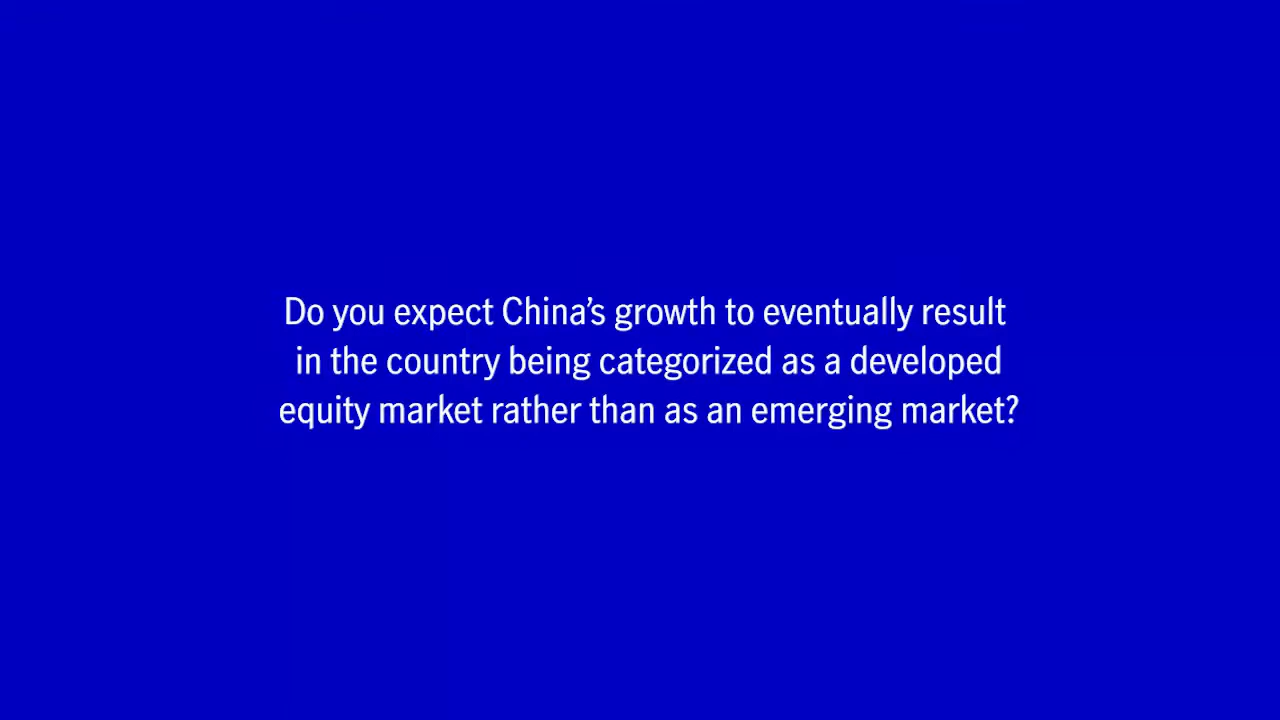 Do you expect China’s growth to eventually result
in the country being categorized as a developed
equity market rather than as an emerging market?